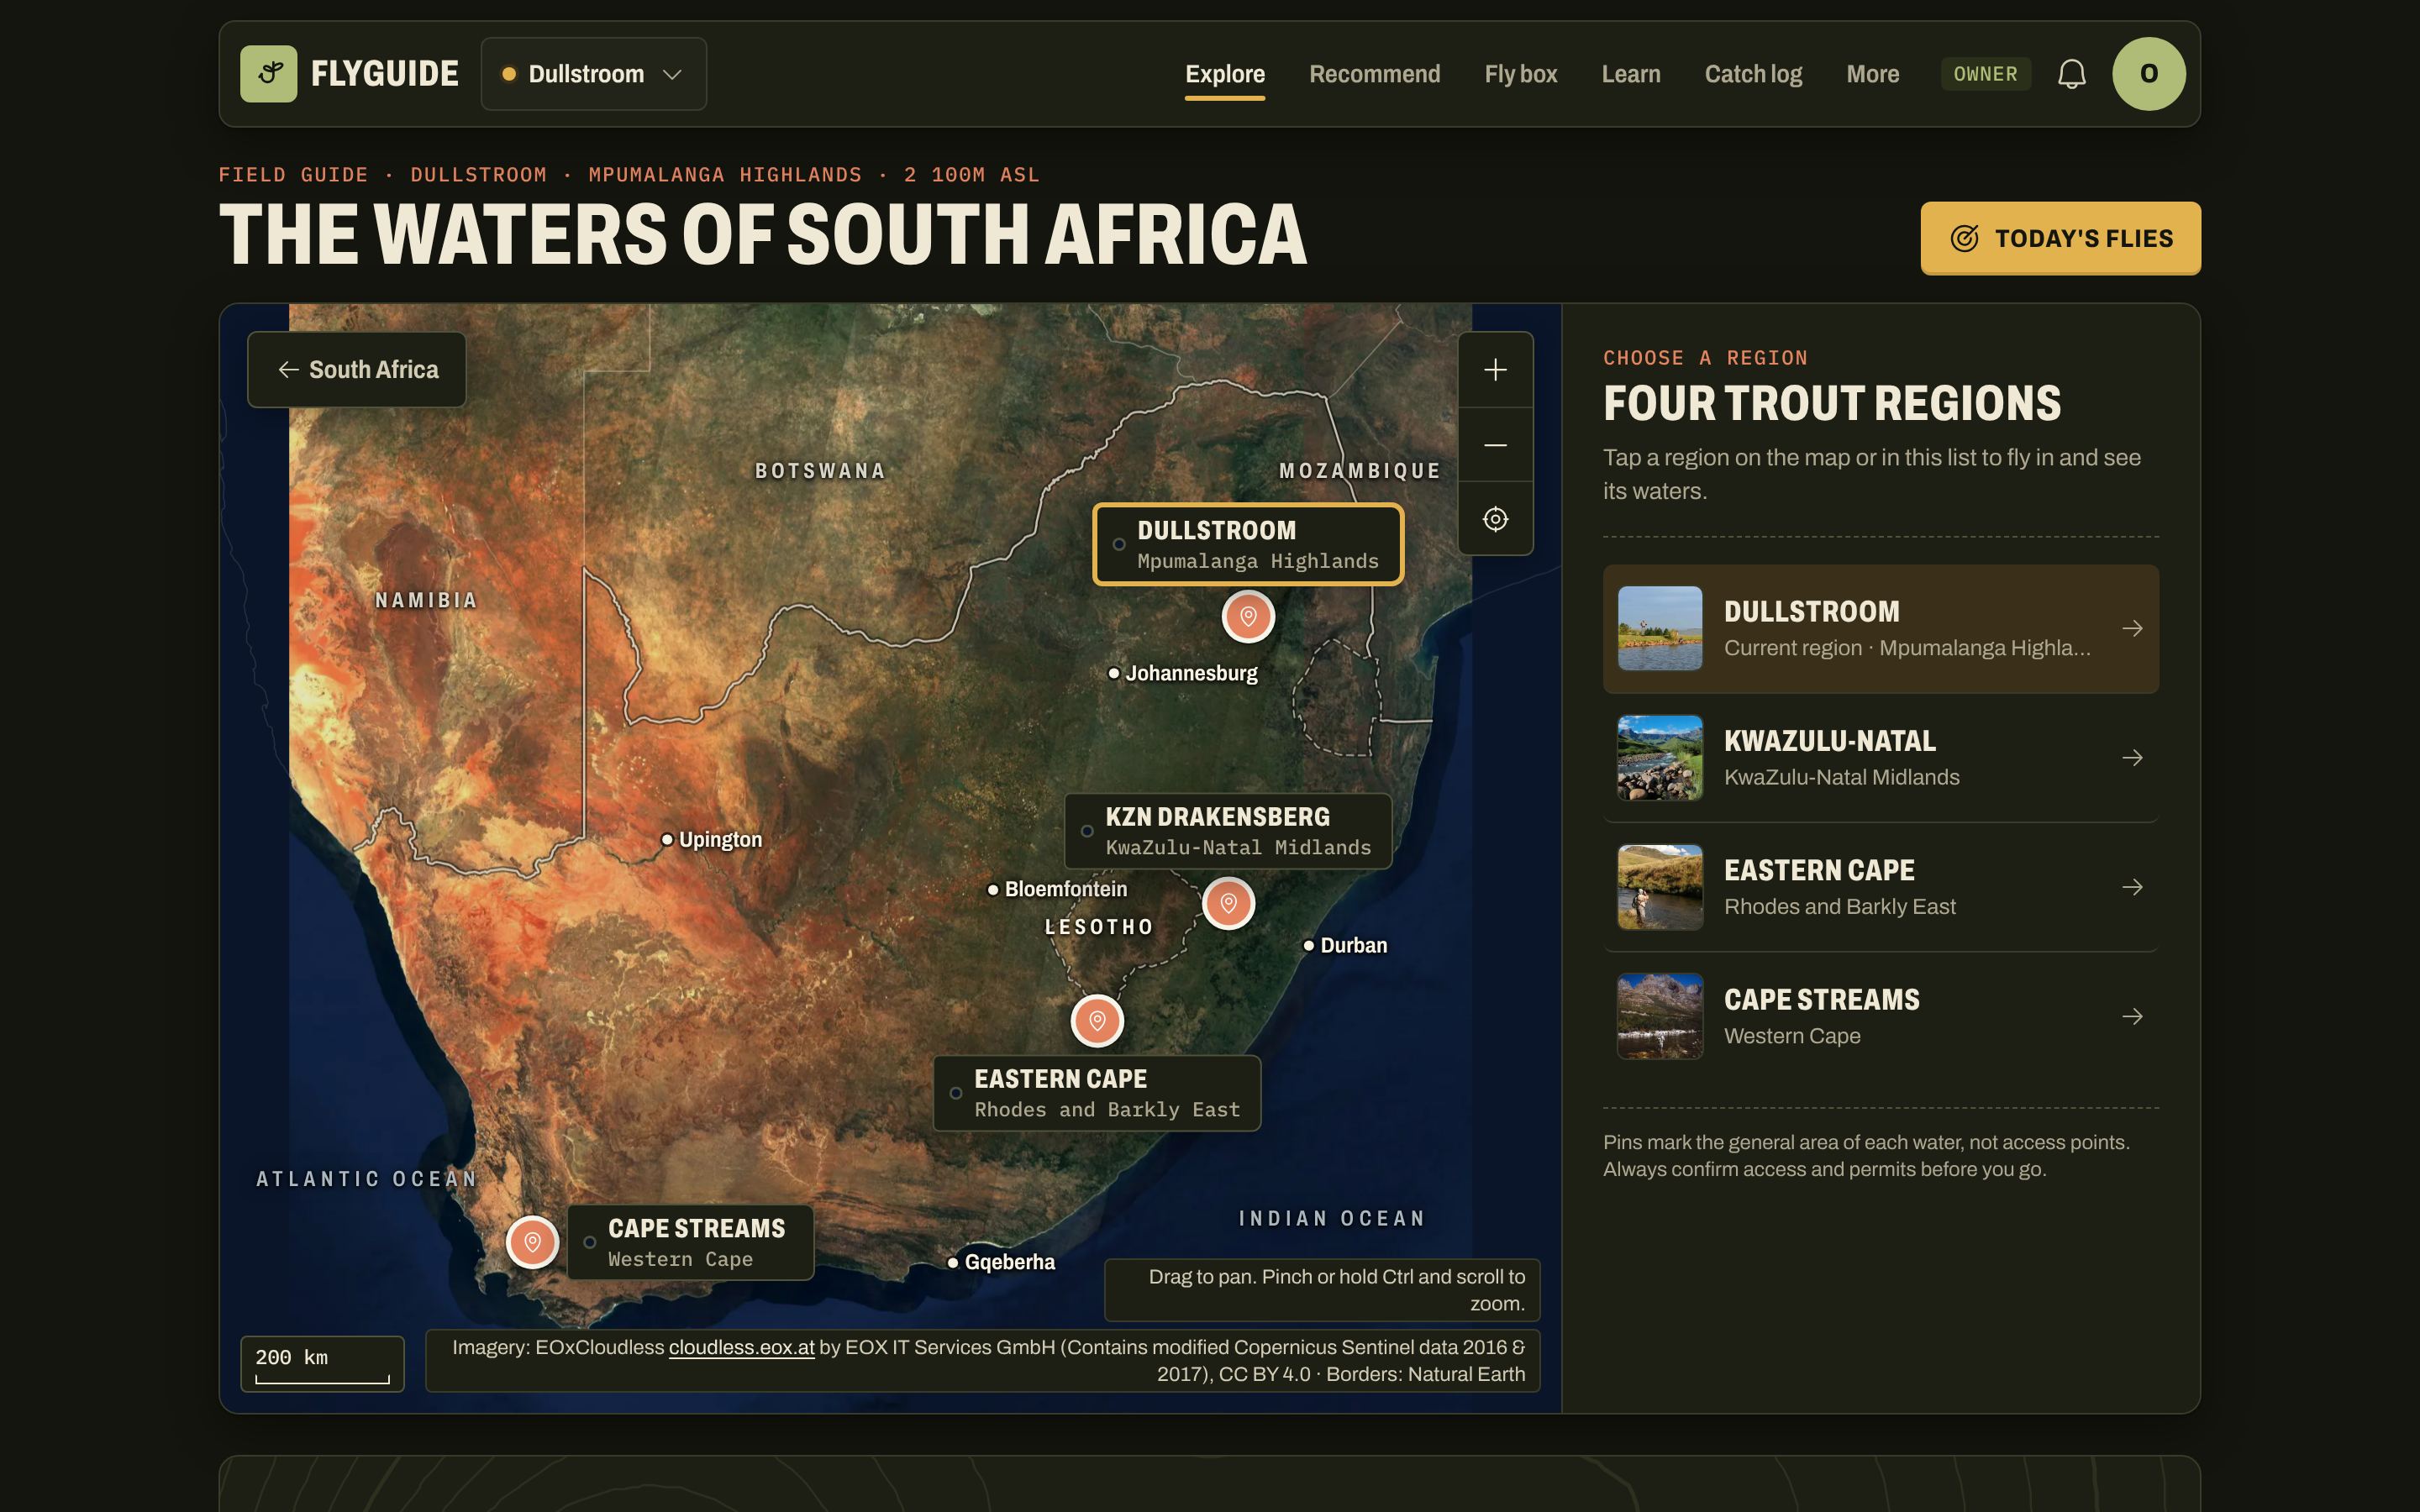 FLYGUIDE
Dullstroom
Explore
Recommend
Fly box
Learn
Catch log
More
OWNER
O
FIELD GUIDE · DULLSTROOM · MPUMALANGA HIGHLANDS · 2 100M ASL
THE WATERS OF SOUTH AFRICA
TODAY'S FLIES
South Africa
BOTSWANA
MOZAMBIQUE
DULLSTROOM
Mpumalanga Highlands
NAMIBIA
Johannesburg
Upington
KZN DRAKENSBERG
KwaZulu-Natal Midlands
Bloemfontein
LESOTHO
Durban
EASTERN CAPE
Rhodes and Barkly East
ATLANTIC OCEAN
INDIAN OCEAN
CAPE STREAMS
Western Cape
Gqeberha
Drag to pan. Pinch or hold Ctrl and scroll to
zoom.
200 km
Imagery: EOxCloudless cloudless.eox.at by EOX IT Services GmbH (Contains modified Copernicus Sentinel data 2016 &
2017), CC BY 4.0 · Borders: Natural Earth
CHOOSE A REGION
FOUR TROUT REGIONS
Tap a region on the map or in this list to fly in and see
its waters.
DULLSTROOM
Current region · Mpumalanga Highla...
KWAZULU-NATAL
KwaZulu-Natal Midlands
EASTERN CAPE
Rhodes and Barkly East
CAPE STREAMS
Western Cape
Pins mark the general area of each water, not access points.
Always confirm access and permits before you go.